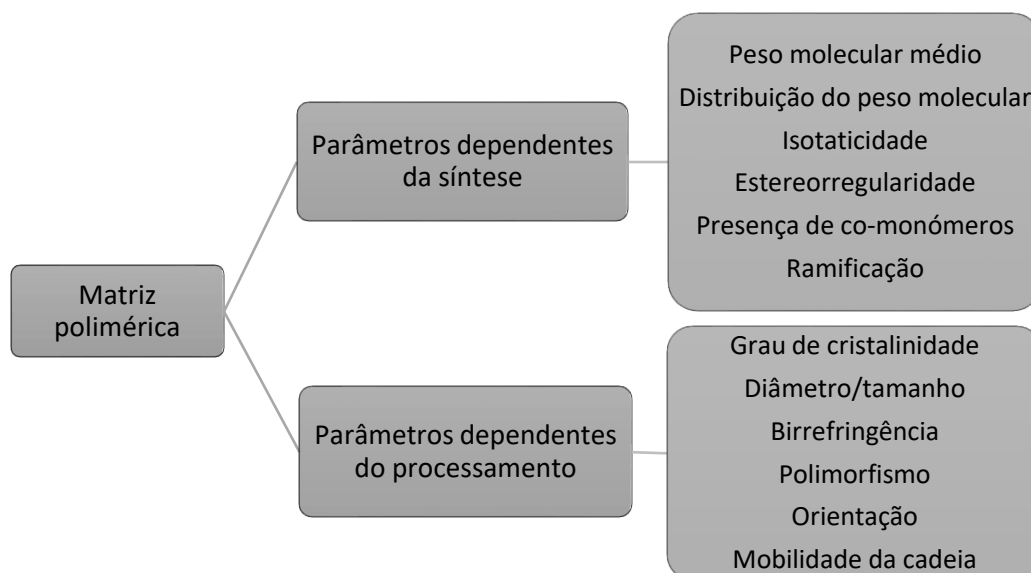 Matriz
polimérica
Parâmetros dependentes
da síntese
Peso molecular médio
Distribuição do peso molecular
Isotaticidade
Estereorregularidade
Presença de co-monómeros
Ramificação
Parâmetros dependentes
do processamento
Grau de cristalinidade
Diâmetro/tamanho
Birrefringência
Polimorfismo
Orientação
Mobilidade da cadeia